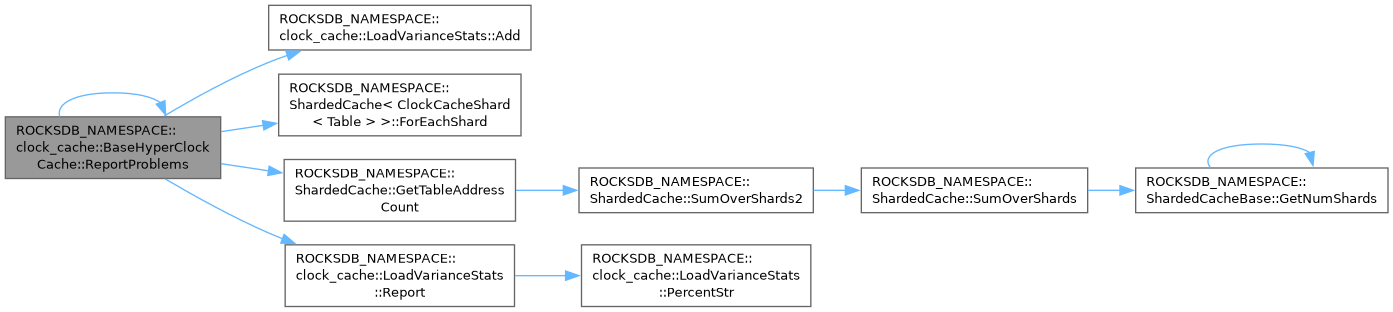 ROCKSDB_NAMESPACE::
clock_cache::BaseHyperClock
Cache::ReportProblems
ROCKSDB_NAMESPACE::
clock_cache::LoadVarianceStats::Add
ROCKSDB_NAMESPACE::
ShardedCache< ClockCacheShard
< Table > >::ForEachShard
ROCKSDB_NAMESPACE::
ShardedCache::GetTableAddress
Count
ROCKSDB_NAMESPACE::
ShardedCache::SumOverShards2
ROCKSDB_NAMESPACE::
ShardedCache::SumOverShards
ROCKSDB_NAMESPACE::
ShardedCacheBase::GetNumShards
ROCKSDB_NAMESPACE::
clock_cache::LoadVarianceStats
::Report
ROCKSDB_NAMESPACE::
clock_cache::LoadVarianceStats
::PercentStr